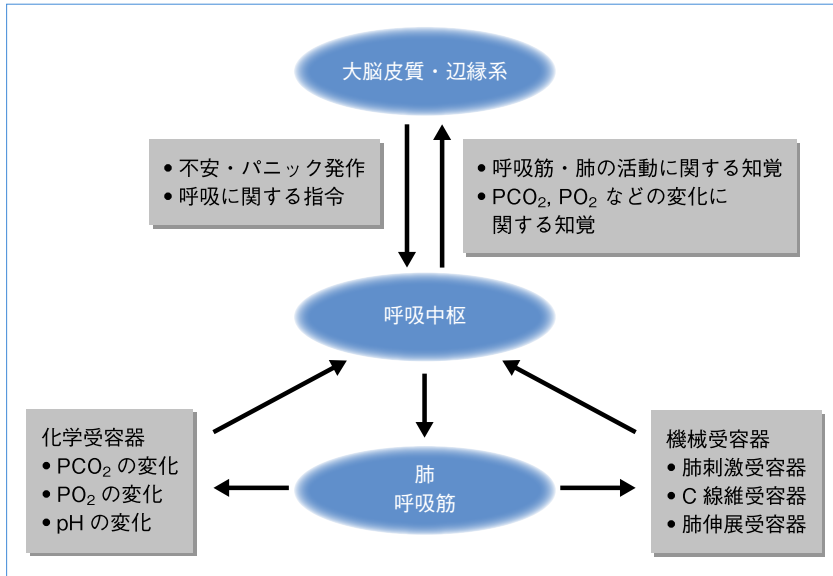 大脳皮質・辺縁系
• 不安・パニック発作
• 呼吸に関する指令
• 呼吸筋・肺の活動に関する知覚
• PCO₂, PO₂ などの変化に
関する知覚
呼吸中枢
化学受容器
• PCO₂ の変化
• PO₂ の変化
• pH の変化
肺
呼吸筋
機械受容器
• 肺刺激受容器
• C 線維受容器
• 肺伸展受容器